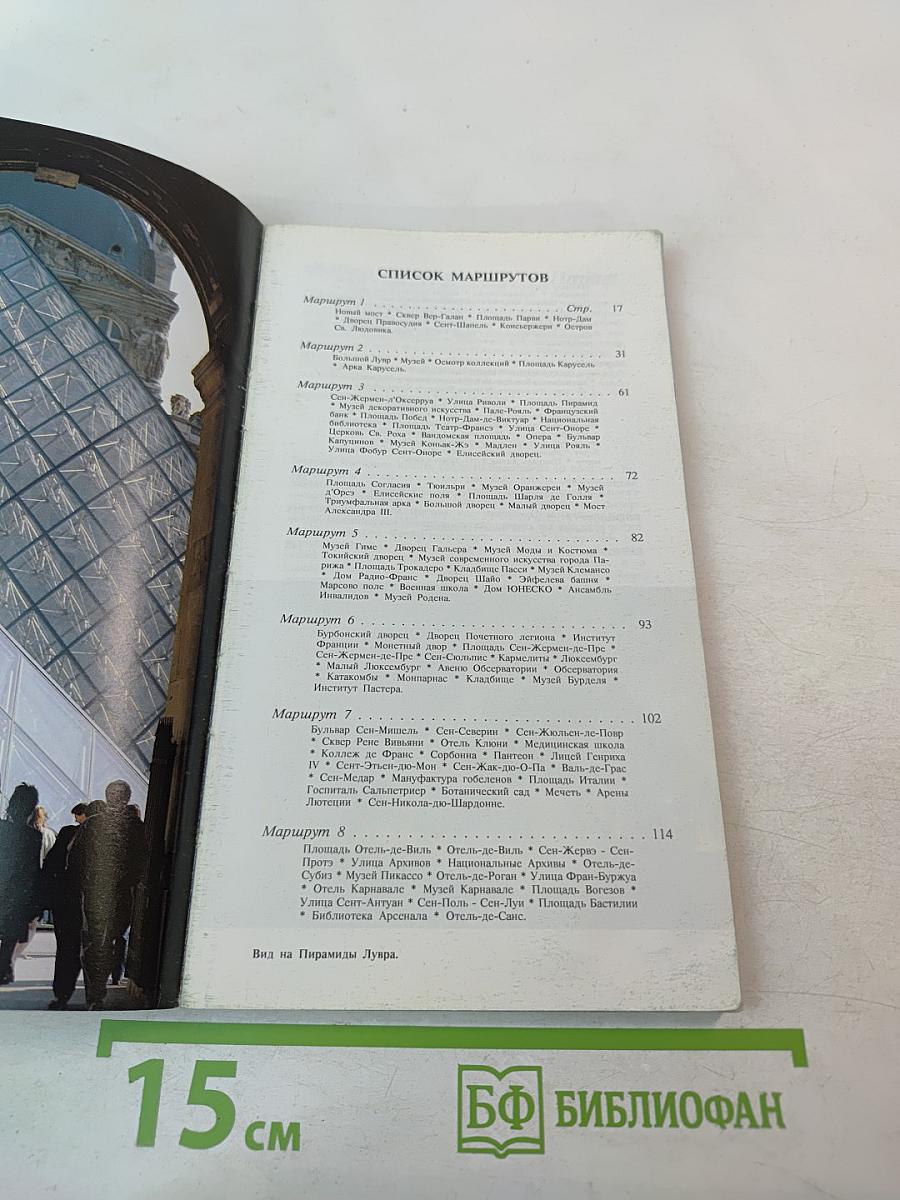 СПИСОК МАРШРУТОВ
Маршрут 1 . . . . . . . . . . . . . . . . . . . . . . . . Стр. 17
Новый мост * Сквер Вер-Галан * Площадь Парви * Нотр-Дам
* Дворец Правосудия * Сент-Шапель * Консьержери * Остров
Св. Людовика.
Маршрут 2 . . . . . . . . . . . . . . . . . . . . . . . . 31
Большой Лувр * Музей * Осмотр коллекций * Площадь Карусель
* Арка Карусель.
Маршрут 3 . . . . . . . . . . . . . . . . . . . . . . . . 61
Сен-Жермен-л'Оксерруа * Улица Риволи * Площадь Пирамид
* Музей декоративного искусства * Пале-Рояль * Французский
банк * Площадь Побед * Нотр-Дам-де-Виктуар * Национальная
библиотека * Площадь Театр-Франсэ * Улица Сент-Оноре *
Церковь Св. Роха * Вандомская площадь * Опера * Бульвар
Капуцинов * Музей Коньяк-Жэ * Мадлен * Улица Рояль *
Улица Фобур Сент-Оноре * Елисейский дворец.
Маршрут 4 . . . . . . . . . . . . . . . . . . . . . . . . 72
Площадь Согласия * Тюильри * Музей Оранжереи * Музей
д'Орсэ * Елисейские поля * Площадь Шарля де Голля *
Триумфальная арка * Большой дворец * Малый дворец * Мост
Александра III.
Маршрут 5 . . . . . . . . . . . . . . . . . . . . . . . . 82
Музей Гиме * Дворец Гальера * Музей Моды и Костюма *
Токийский дворец * Музей современного искусства города Па-
рижа * Площадь Трокадеро * Кладбище Пасси * Музей Клемансо
* Дом Радио-Франс * Дворец Шайо * Эйфелева башня *
Марсово поле * Военная школа * Дом ЮНЕСКО * Ансамбль
Инвалидов * Музей Родена.
Маршрут 6 . . . . . . . . . . . . . . . . . . . . . . . . 93
Бурбонский дворец * Дворец Почетного легиона * Институт
Франции * Монетный двор * Площадь Сен-Жермен-де-Пре *
Сен-Жермен-де-Пре * Сен-Сюльпис * Кармелиты * Люксембург
* Малый Люксембург * Авеню Обсерватории * Обсерватория
* Катакомбы * Монпарнас * Кладбище * Музей Бурделя *
Институт Пастера.
Маршрут 7 . . . . . . . . . . . . . . . . . . . . . . . . 102
Бульвар Сен-Мишель * Сен-Северин * Сен-Жюльен-ле-Повр
* Сквер Рене Вивьяни * Отель Клюни * Медицинская школа
* Коллеж де Франс * Сорбонна * Пантеон * Лицей Генриха
IV * Сент-Этьен-дю-Мон * Сен-Жак-дю-О-Па * Валь-де-Грас
* Сен-Медар * Мануфактура гобеленов * Площадь Италии *
Госпиталь Сальпетриер * Ботанический сад * Мечеть * Арены
Лютеции * Сен-Никола-дю-Шардонне.
Маршрут 8 . . . . . . . . . . . . . . . . . . . . . . . . 114
Площадь Отель-де-Виль * Отель-де-Виль * Сен-Жервэ - Сен-
Протэ * Улица Архивов * Национальные Архивы * Отель-де-
Субиз * Музей Пикассо * Отель-де-Роган * Улица Фран-Буржуа
* Отель Карнавале * Музей Карнавале * Площадь Вогезов *
Улица Сент-Антуан * Сен-Поль - Сен-Луи * Площадь Бастилии
* Библиотека Арсенала * Отель-де-Санс.
Вид на Пирамиды Лувра.
15 см
БФ БИБЛИОФАН